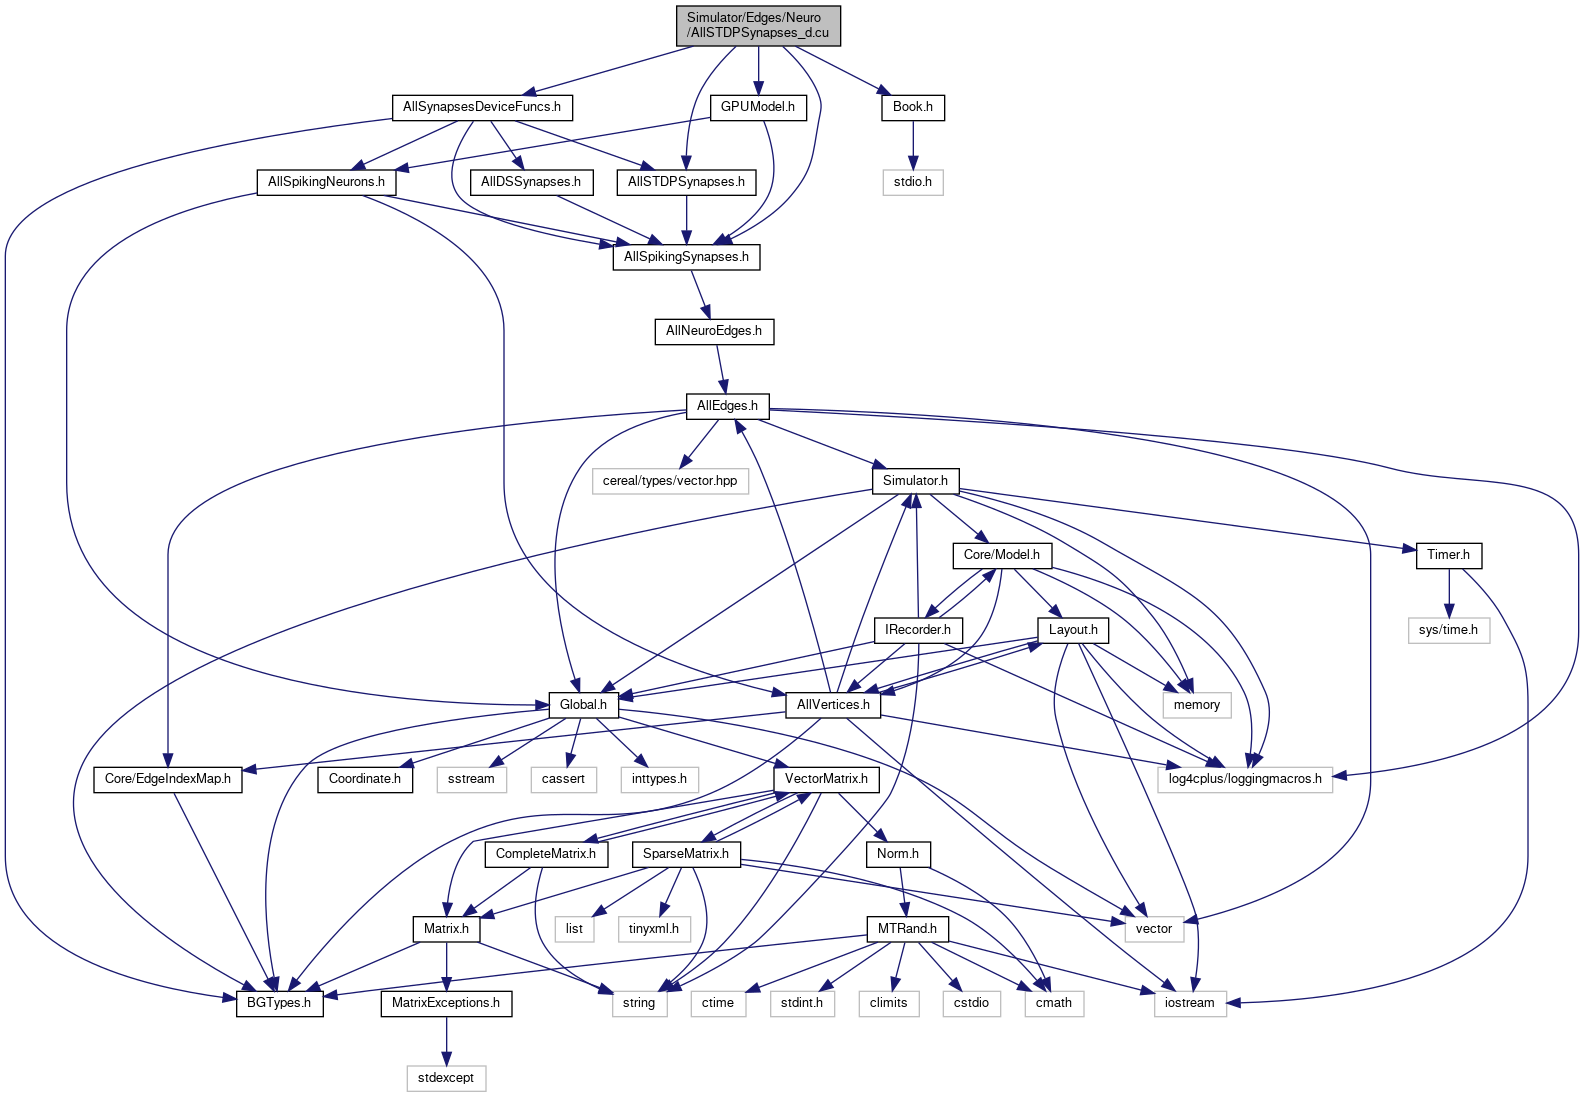 Simulator/Edges/Neuro
/AllSTDPSynapses_d.cu
AllSynapsesDeviceFuncs.h
GPUModel.h
Book.h
AllSpikingNeurons.h
AllDSSynapses.h
AllSTDPSynapses.h
stdio.h
AllSpikingSynapses.h
AllNeuroEdges.h
AllEdges.h
cereal/types/vector.hpp
Simulator.h
Core/Model.h
Timer.h
IRecorder.h
Layout.h
sys/time.h
Global.h
AllVertices.h
memory
Core/EdgeIndexMap.h
Coordinate.h
sstream
cassert
inttypes.h
VectorMatrix.h
log4cplus/loggingmacros.h
CompleteMatrix.h
SparseMatrix.h
Norm.h
Matrix.h
list
tinyxml.h
MTRand.h
vector
BGTypes.h
MatrixExceptions.h
string
ctime
stdint.h
climits
cstdio
cmath
iostream
stdexcept